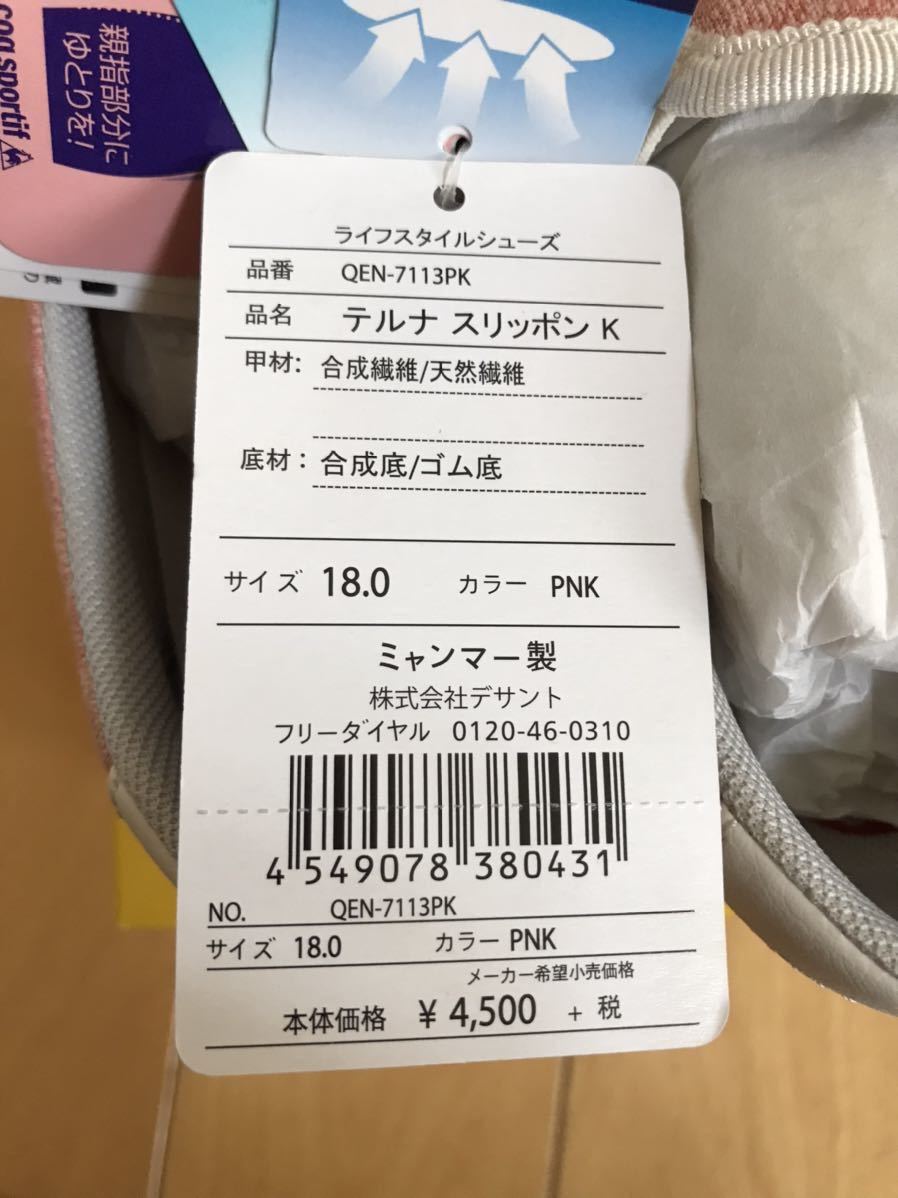 coq sportif
親指部分に
ゆとりを!
ライフスタイルシューズ
品番 QEN-7113PK
品名 テルナ スリッポン K
甲材: 合成繊維/天然繊維
底材: 合成底/ゴム底
サイズ 18.0 カラー PNK
ミャンマー製
株式会社デサント
フリーダイヤル 0120-46-0310
4 549078 380431
NO. QEN-7113PK
サイズ 18.0 カラー PNK
メーカー希望小売価格
本体価格 ¥ 4,500 + 税